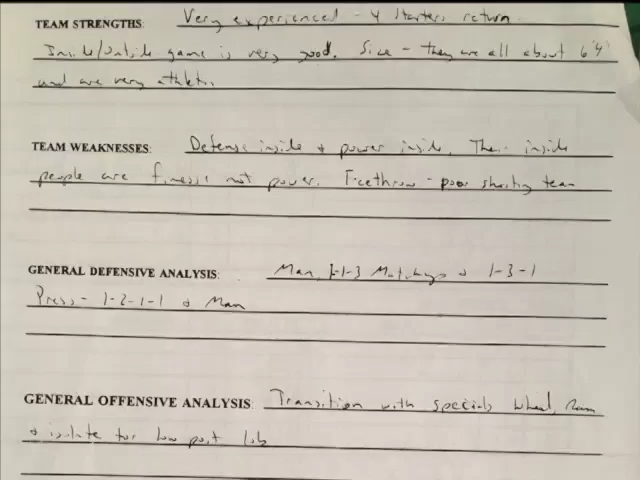 TEAM STRENGTHS: Very experienced - 4 starters return
Inside/outside game is very good. Size - they are all about 6'4"
and are very athletic.
TEAM WEAKNESSES: Defense inside + power inside. Their inside
people are finesse not power. Freethrow - poor shooting team
GENERAL DEFENSIVE ANALYSIS: Man, 1-1-3 Matchup + 1-3-1
Press - 1-2-1-1 + Man
GENERAL OFFENSIVE ANALYSIS: Transition with specials Wheel,
+ isolate for low post lob